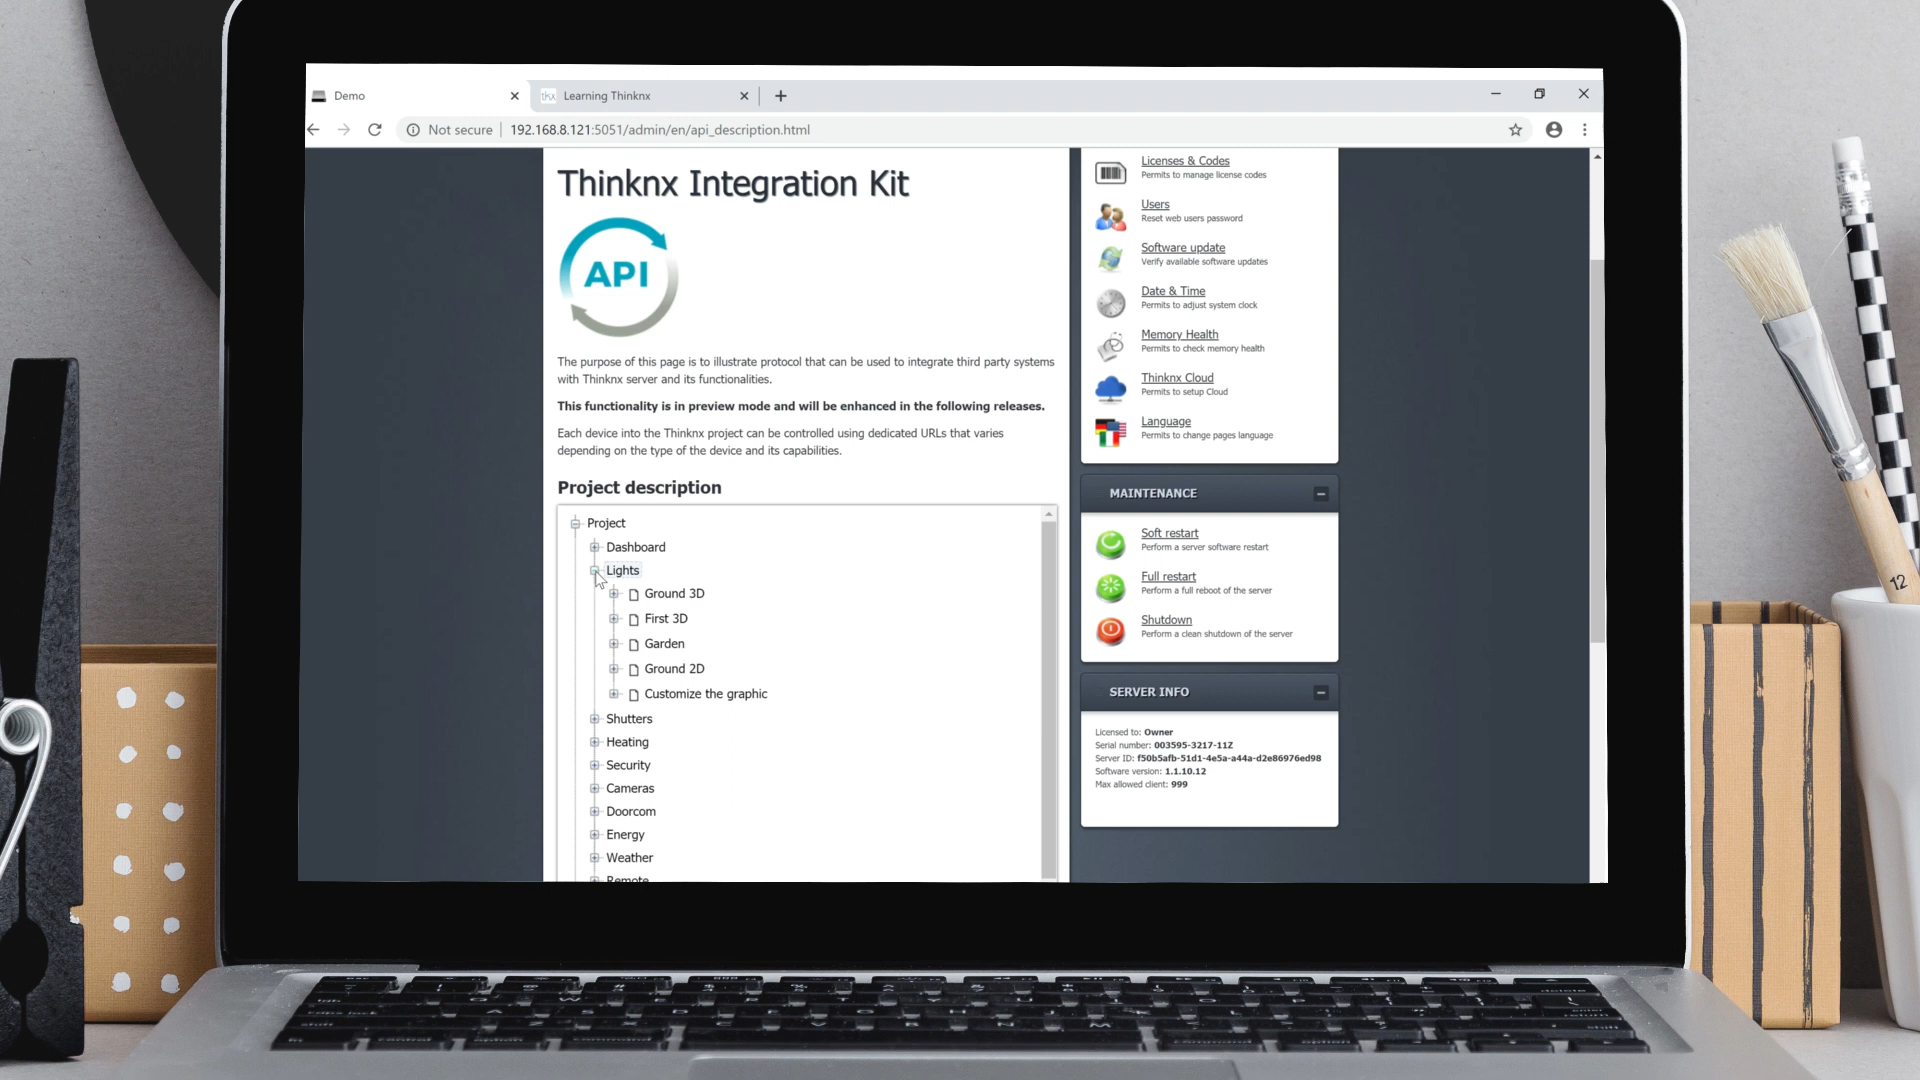 Demo
tkx Learning Thinknx
Not secure 192.168.8.121:5051/admin/en/api_description.html
Thinknx Integration Kit
API
The purpose of this page is to illustrate protocol that can be used to integrate third party systems
with Thinknx server and its functionalities.
This functionality is in preview mode and will be enhanced in the following releases.
Each device into the Thinknx project can be controlled using dedicated URLs that varies
depending on the type of the device and its capabilities.
Project description
Project
Dashboard
Lights
Ground 3D
First 3D
Garden
Ground 2D
Customize the graphic
Shutters
Heating
Security
Cameras
Doorcom
Energy
Weather
Remote
Licenses & Codes
Permits to manage license codes
Users
Reset web users password
Software update
Verify available software updates
Date & Time
Permits to adjust system clock
Memory Health
Permits to check memory health
Thinknx Cloud
Permits to setup Cloud
Language
Permits to change pages language
MAINTENANCE
Soft restart
Perform a server software restart
Full restart
Perform a full reboot of the server
Shutdown
Perform a clean shutdown of the server
SERVER INFO
Licensed to: Owner
Serial number: 003595-3217-11Z
Server ID: f50b5afb-51d1-4e5a-a44a-d2e86976ed98
Software version: 1.1.10.12
Max allowed client: 999
12